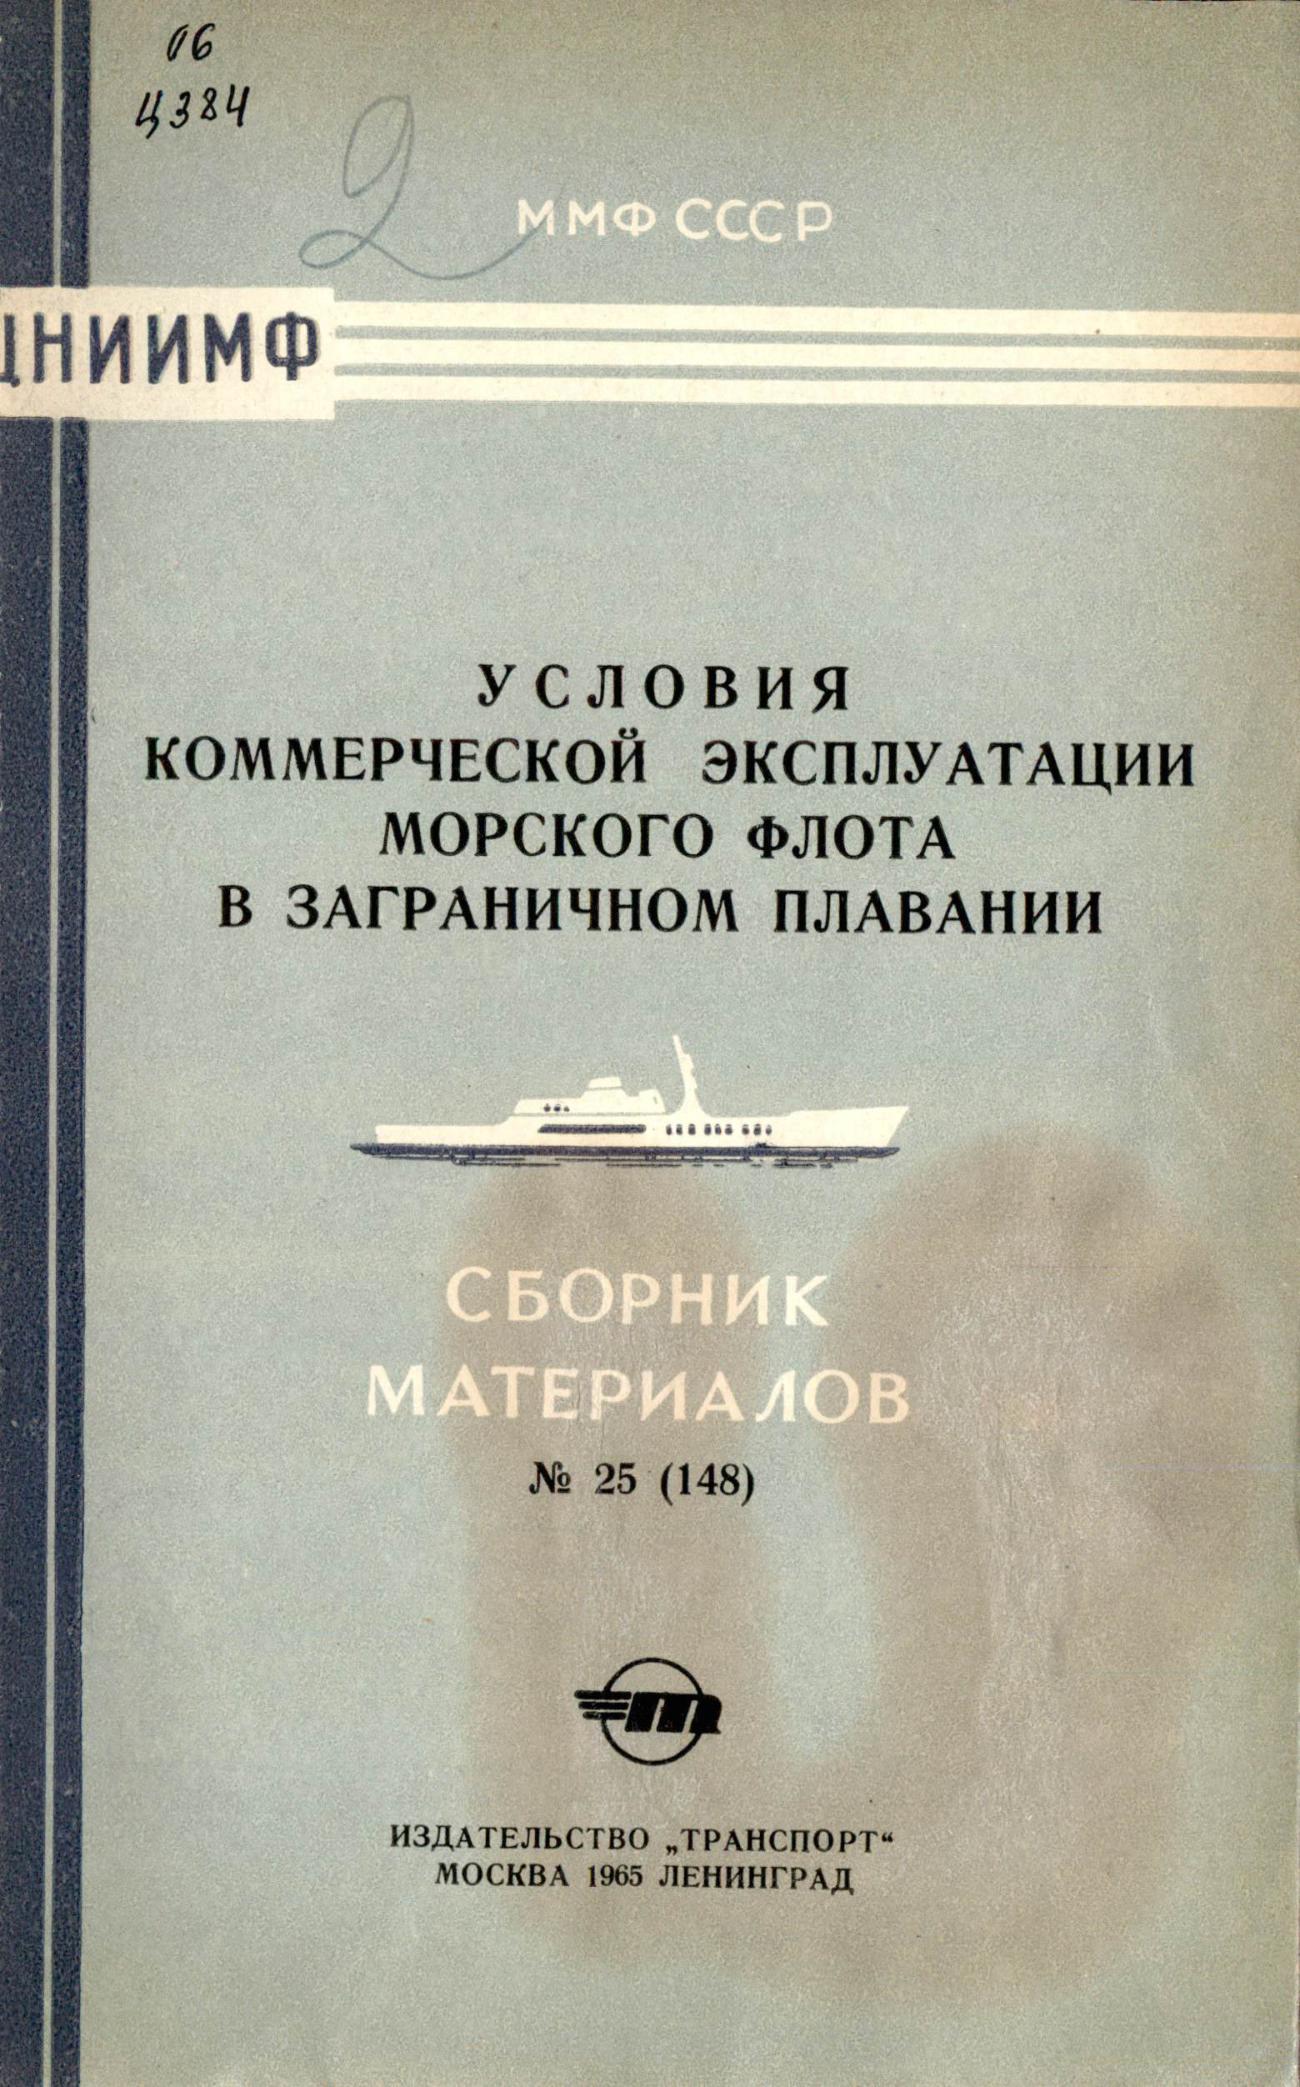 06
Ц384
2
ММФ СССР
ЦНИИМФ
УСЛОВИЯ
КОММЕРЧЕСКОЙ ЭКСПЛУАТАЦИИ
МОРСКОГО ФЛОТА
В ЗАГРАНИЧНОМ ПЛАВАНИИ
СБОРНИК
МАТЕРИАЛОВ
№ 25 (148)
т
ИЗДАТЕЛЬСТВО „ТРАНСПОРТ“
МОСКВА 1965 ЛЕНИНГРАД